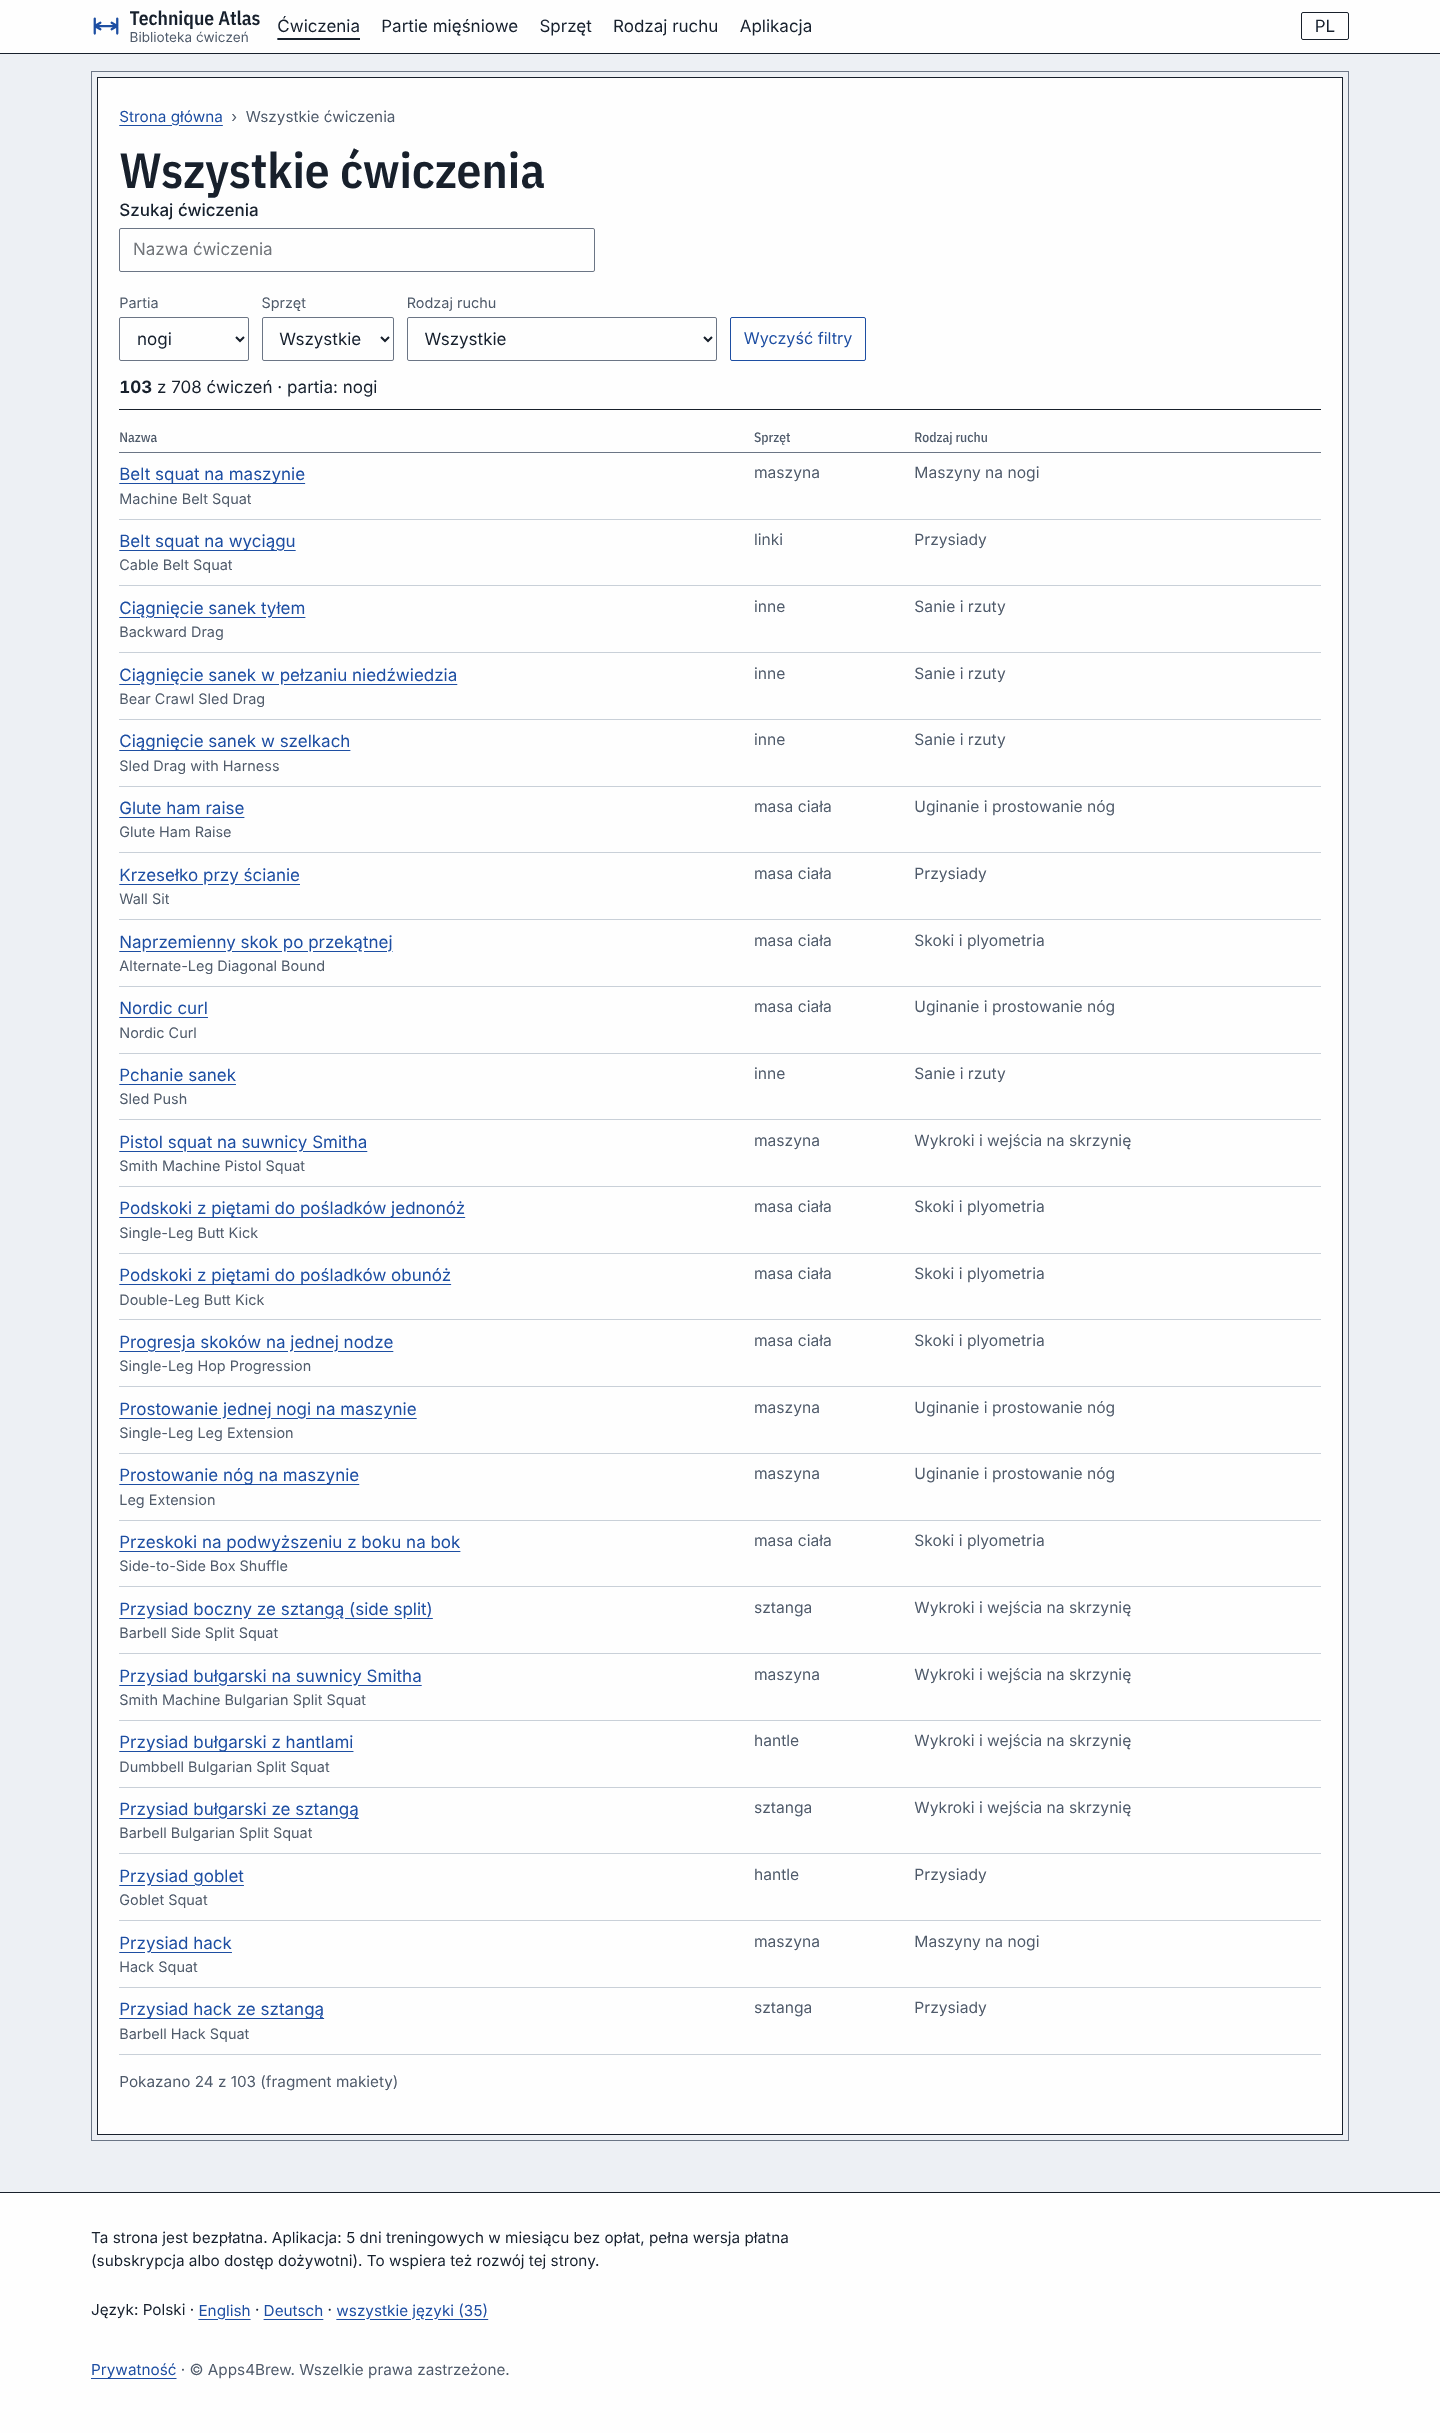 Technique Atlas
Biblioteka ćwiczeń
Ćwiczenia Partie mięśniowe Sprzęt Rodzaj ruchu Aplikacja
PL
Strona główna › Wszystkie ćwiczenia
Wszystkie ćwiczenia
Szukaj ćwiczenia
Nazwa ćwiczenia
Partia Sprzęt Rodzaj ruchu
nogi Wszystkie Wszystkie Wyczyść filtry
103 z 708 ćwiczeń · partia: nogi
Nazwa Sprzęt Rodzaj ruchu
Belt squat na maszynie maszyna Maszyny na nogi
Machine Belt Squat
Belt squat na wyciągu linki Przysiady
Cable Belt Squat
Ciągnięcie sanek tyłem inne Sanie i rzuty
Backward Drag
Ciągnięcie sanek w pełzaniu niedźwiedzia inne Sanie i rzuty
Bear Crawl Sled Drag
Ciągnięcie sanek w szelkach inne Sanie i rzuty
Sled Drag with Harness
Glute ham raise masa ciała Uginanie i prostowanie nóg
Glute Ham Raise
Krzesełko przy ścianie masa ciała Przysiady
Wall Sit
Naprzemienny skok po przekątnej masa ciała Skoki i plyometria
Alternate-Leg Diagonal Bound
Nordic curl masa ciała Uginanie i prostowanie nóg
Nordic Curl
Pchanie sanek inne Sanie i rzuty
Sled Push
Pistol squat na suwnicy Smitha maszyna Wykroki i wejścia na skrzynię
Smith Machine Pistol Squat
Podskoki z piętami do pośladków jednonóż masa ciała Skoki i plyometria
Single-Leg Butt Kick
Podskoki z piętami do pośladków obunóż masa ciała Skoki i plyometria
Double-Leg Butt Kick
Progresja skoków na jednej nodze masa ciała Skoki i plyometria
Single-Leg Hop Progression
Prostowanie jednej nogi na maszynie maszyna Uginanie i prostowanie nóg
Single-Leg Leg Extension
Prostowanie nóg na maszynie maszyna Uginanie i prostowanie nóg
Leg Extension
Przeskoki na podwyższeniu z boku na bok masa ciała Skoki i plyometria
Side-to-Side Box Shuffle
Przysiad boczny ze sztangą (side split) sztanga Wykroki i wejścia na skrzynię
Barbell Side Split Squat
Przysiad bułgarski na suwnicy Smitha maszyna Wykroki i wejścia na skrzynię
Smith Machine Bulgarian Split Squat
Przysiad bułgarski z hantlami hantle Wykroki i wejścia na skrzynię
Dumbbell Bulgarian Split Squat
Przysiad bułgarski ze sztangą sztanga Wykroki i wejścia na skrzynię
Barbell Bulgarian Split Squat
Przysiad goblet hantle Przysiady
Goblet Squat
Przysiad hack maszyna Maszyny na nogi
Hack Squat
Przysiad hack ze sztangą sztanga Przysiady
Barbell Hack Squat
Pokazano 24 z 103 (fragment makiety)
Ta strona jest bezpłatna. Aplikacja: 5 dni treningowych w miesiącu bez opłat, pełna wersja płatna
(subskrypcja albo dostęp dożywotni). To wspiera też rozwój tej strony.
Język: Polski · English · Deutsch · wszystkie języki (35)
Prywatność · © Apps4Brew. Wszelkie prawa zastrzeżone.